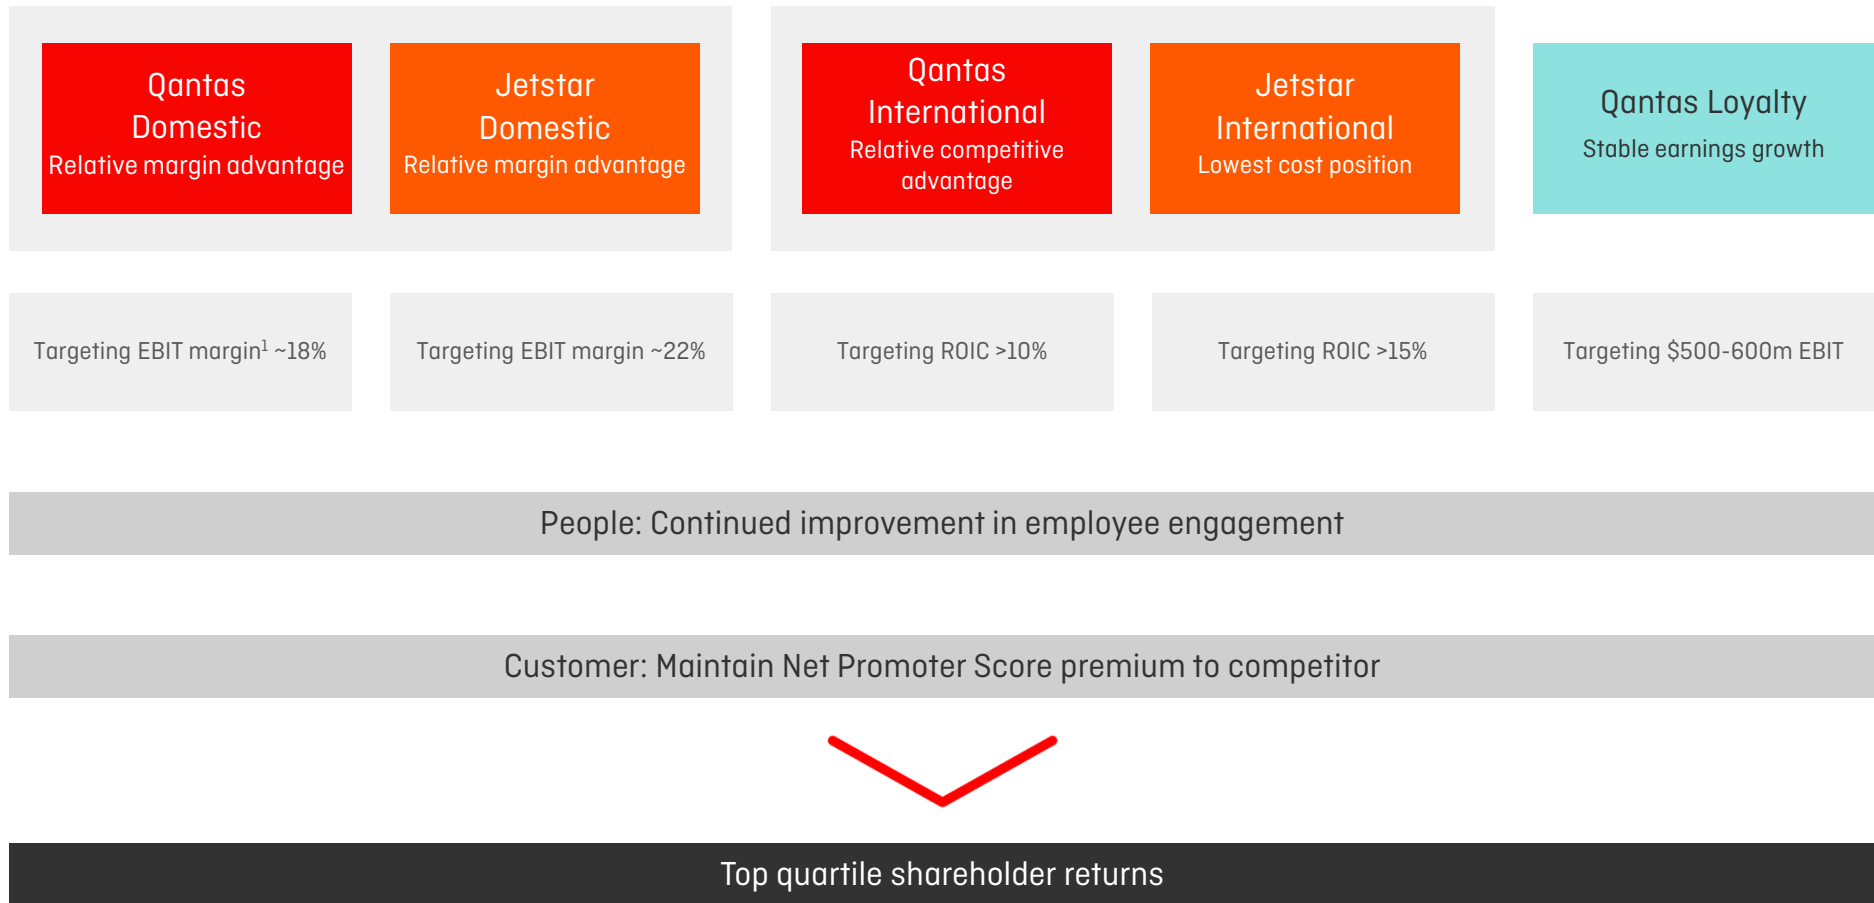 Qantas
Domestic
Relative margin advantage
Jetstar
Domestic
Relative margin advantage
Qantas
International
Relative competitive
advantage
Jetstar
International
Lowest cost position
Qantas Loyalty
Stable earnings growth
Targeting EBIT margin¹ ~18%
Targeting EBIT margin ~22%
Targeting ROIC >10%
Targeting ROIC >15%
Targeting $500-600m EBIT
People: Continued improvement in employee engagement
Customer: Maintain Net Promoter Score premium to competitor
Top quartile shareholder returns